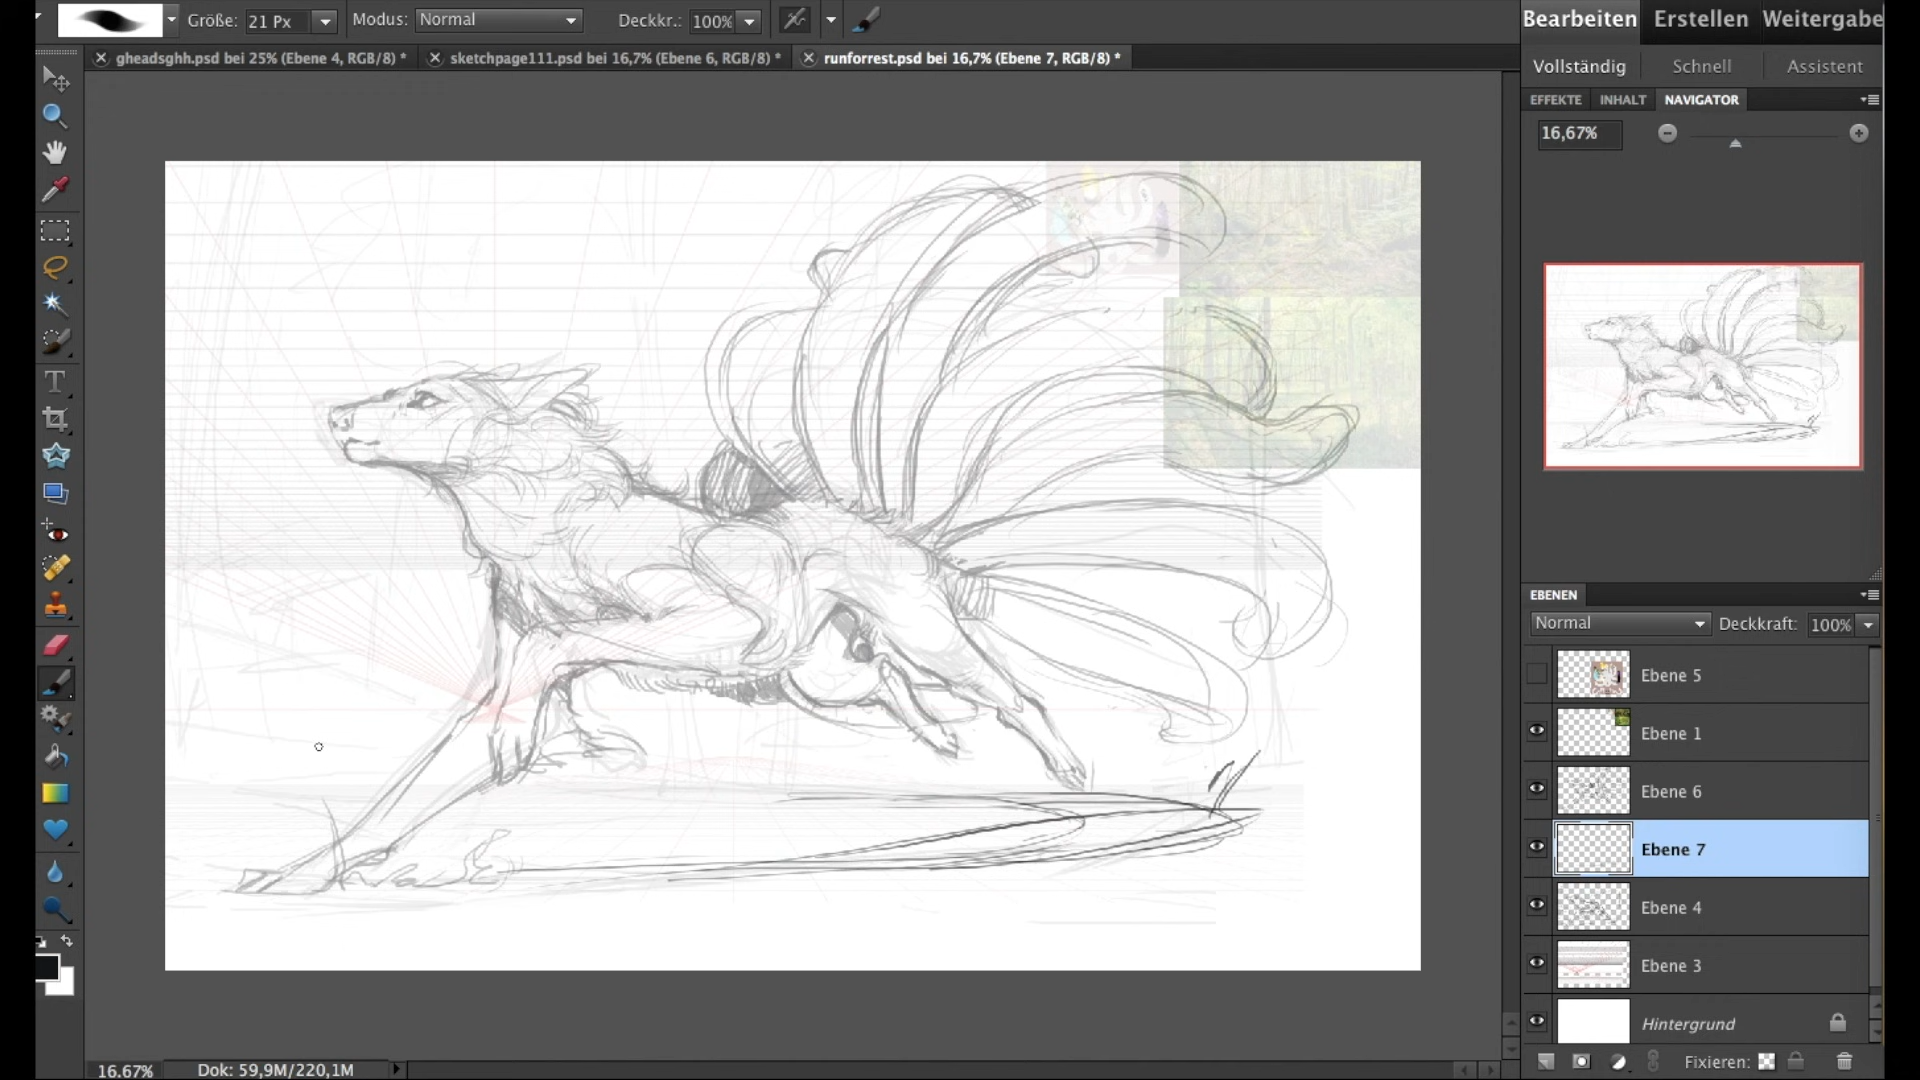 Größe: 21 Px Modus: Normal Deckkr.: 100%
Bearbeiten Erstellen Weitergabe
gheadsghh.psd bei 25% (Ebene 4, RGB/8) * sketchpage111.psd bei 16,7% (Ebene 6, RGB/8) * runforrest.psd bei 16,7% (Ebene 7, RGB/8) *
Vollständig Schnell Assistent
EFFEKTE INHALT NAVIGATOR
16,67%
EBENEN
Normal Deckkraft: 100%
Ebene 5
Ebene 1
Ebene 6
Ebene 7
Ebene 4
Ebene 3
Hintergrund
Fixieren:
16.67% Dok: 59,9M/220,1M